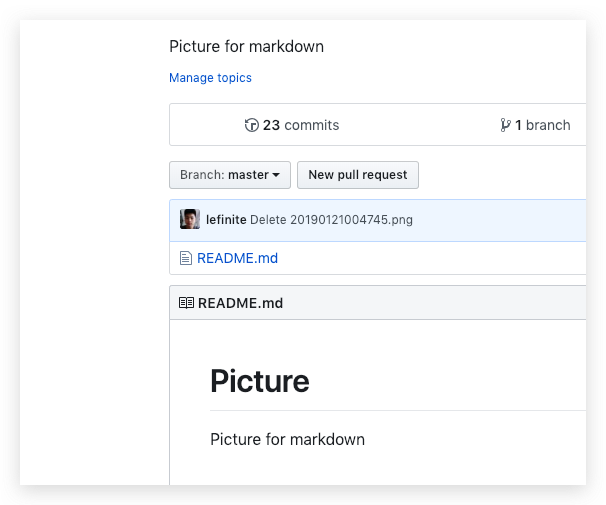 Picture for markdown
Manage topics
23 commits 1 branch
Branch: master New pull request
lefinite Delete 20190121004745.png
README.md
README.md
Picture
Picture for markdown